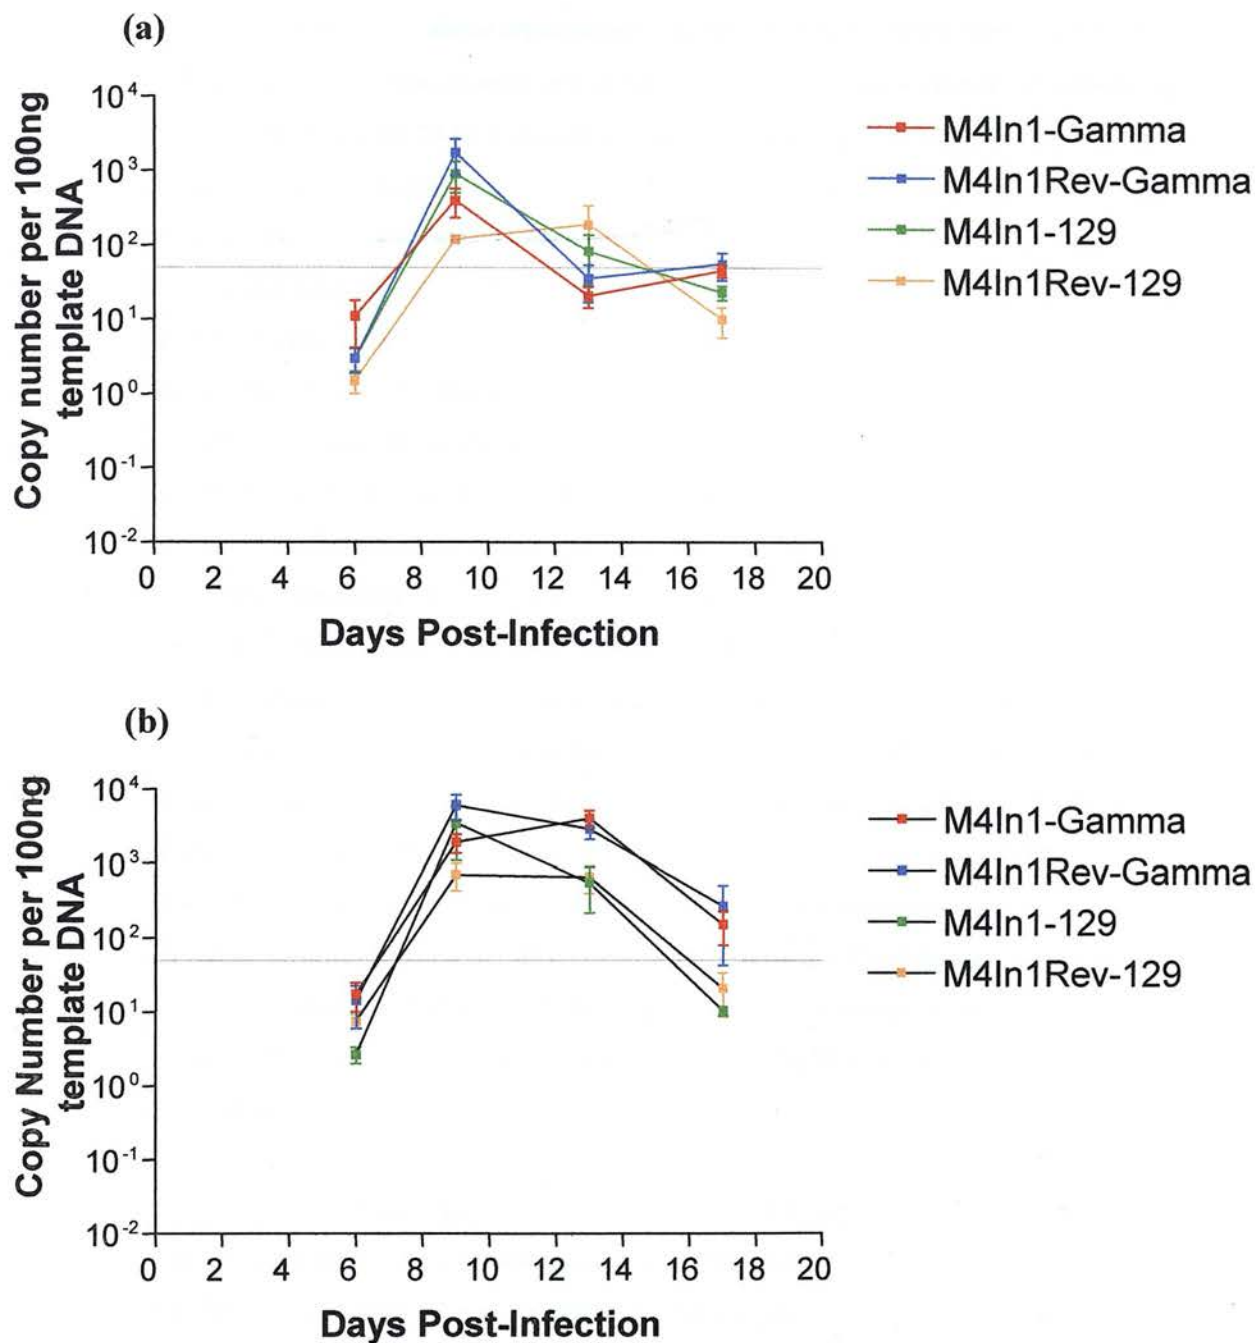 (a)
Copy number per 100ng
template DNA
10^4
10^3
10^2
10^1
10^0
10^-1
10^-2
0 2 4 6 8 10 12 14 16 18 20
Days Post-Infection
M4In1-Gamma
M4In1Rev-Gamma
M4In1-129
M4In1Rev-129
(b)
Copy Number per 100ng
template DNA
10^4
10^3
10^2
10^1
10^0
10^-1
10^-2
0 2 4 6 8 10 12 14 16 18 20
Days Post-Infection
M4In1-Gamma
M4In1Rev-Gamma
M4In1-129
M4In1Rev-129